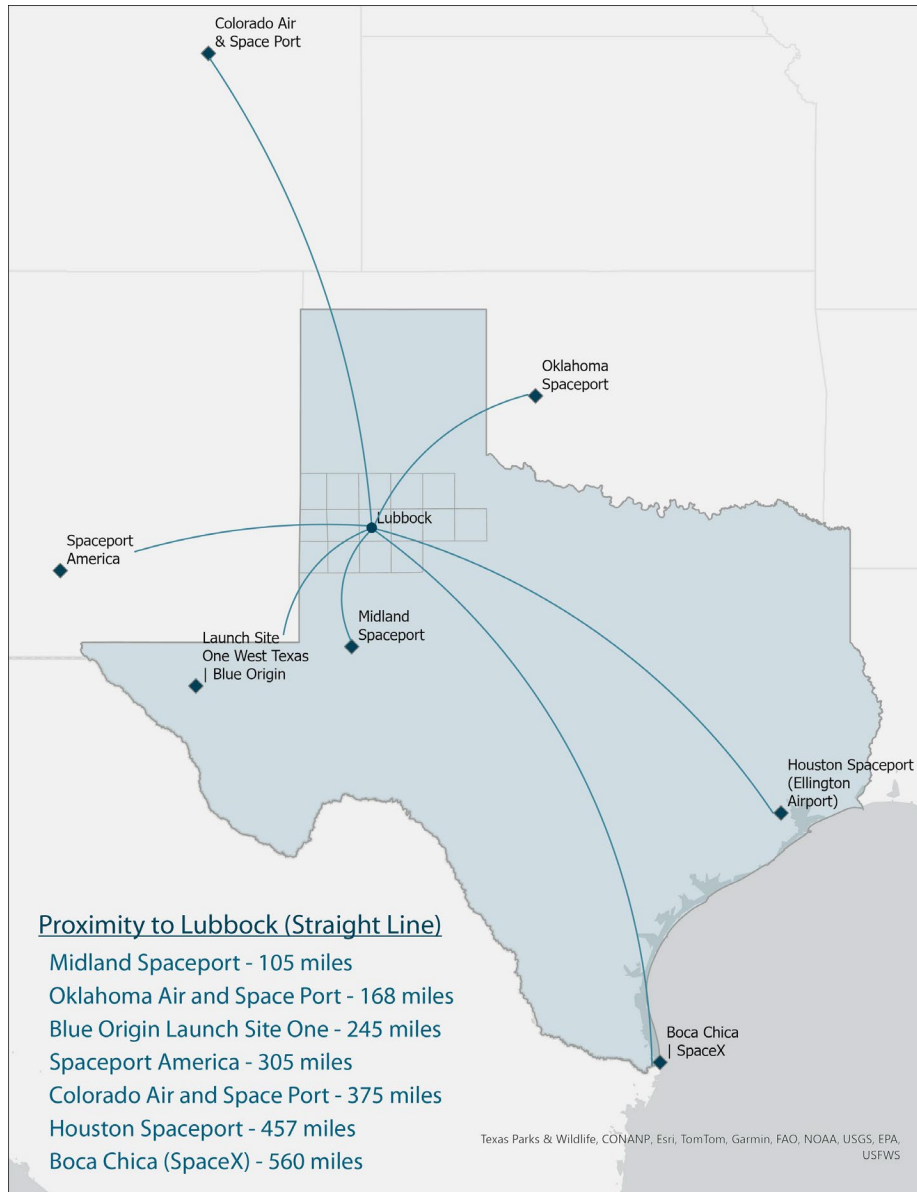 Colorado Air
& Space Port
Oklahoma
Spaceport
Lubbock
Spaceport
America
Midland
Spaceport
Launch Site
One West Texas
| Blue Origin
Houston Spaceport
(Ellington
Airport)
Boca Chica
| SpaceX
Proximity to Lubbock (Straight Line)
Midland Spaceport - 105 miles
Oklahoma Air and Space Port - 168 miles
Blue Origin Launch Site One - 245 miles
Spaceport America - 305 miles
Colorado Air and Space Port - 375 miles
Houston Spaceport - 457 miles
Boca Chica (SpaceX) - 560 miles
Texas Parks & Wildlife, CONANP, Esri, TomTom, Garmin, FAO, NOAA, USGS, EPA,
USFWS